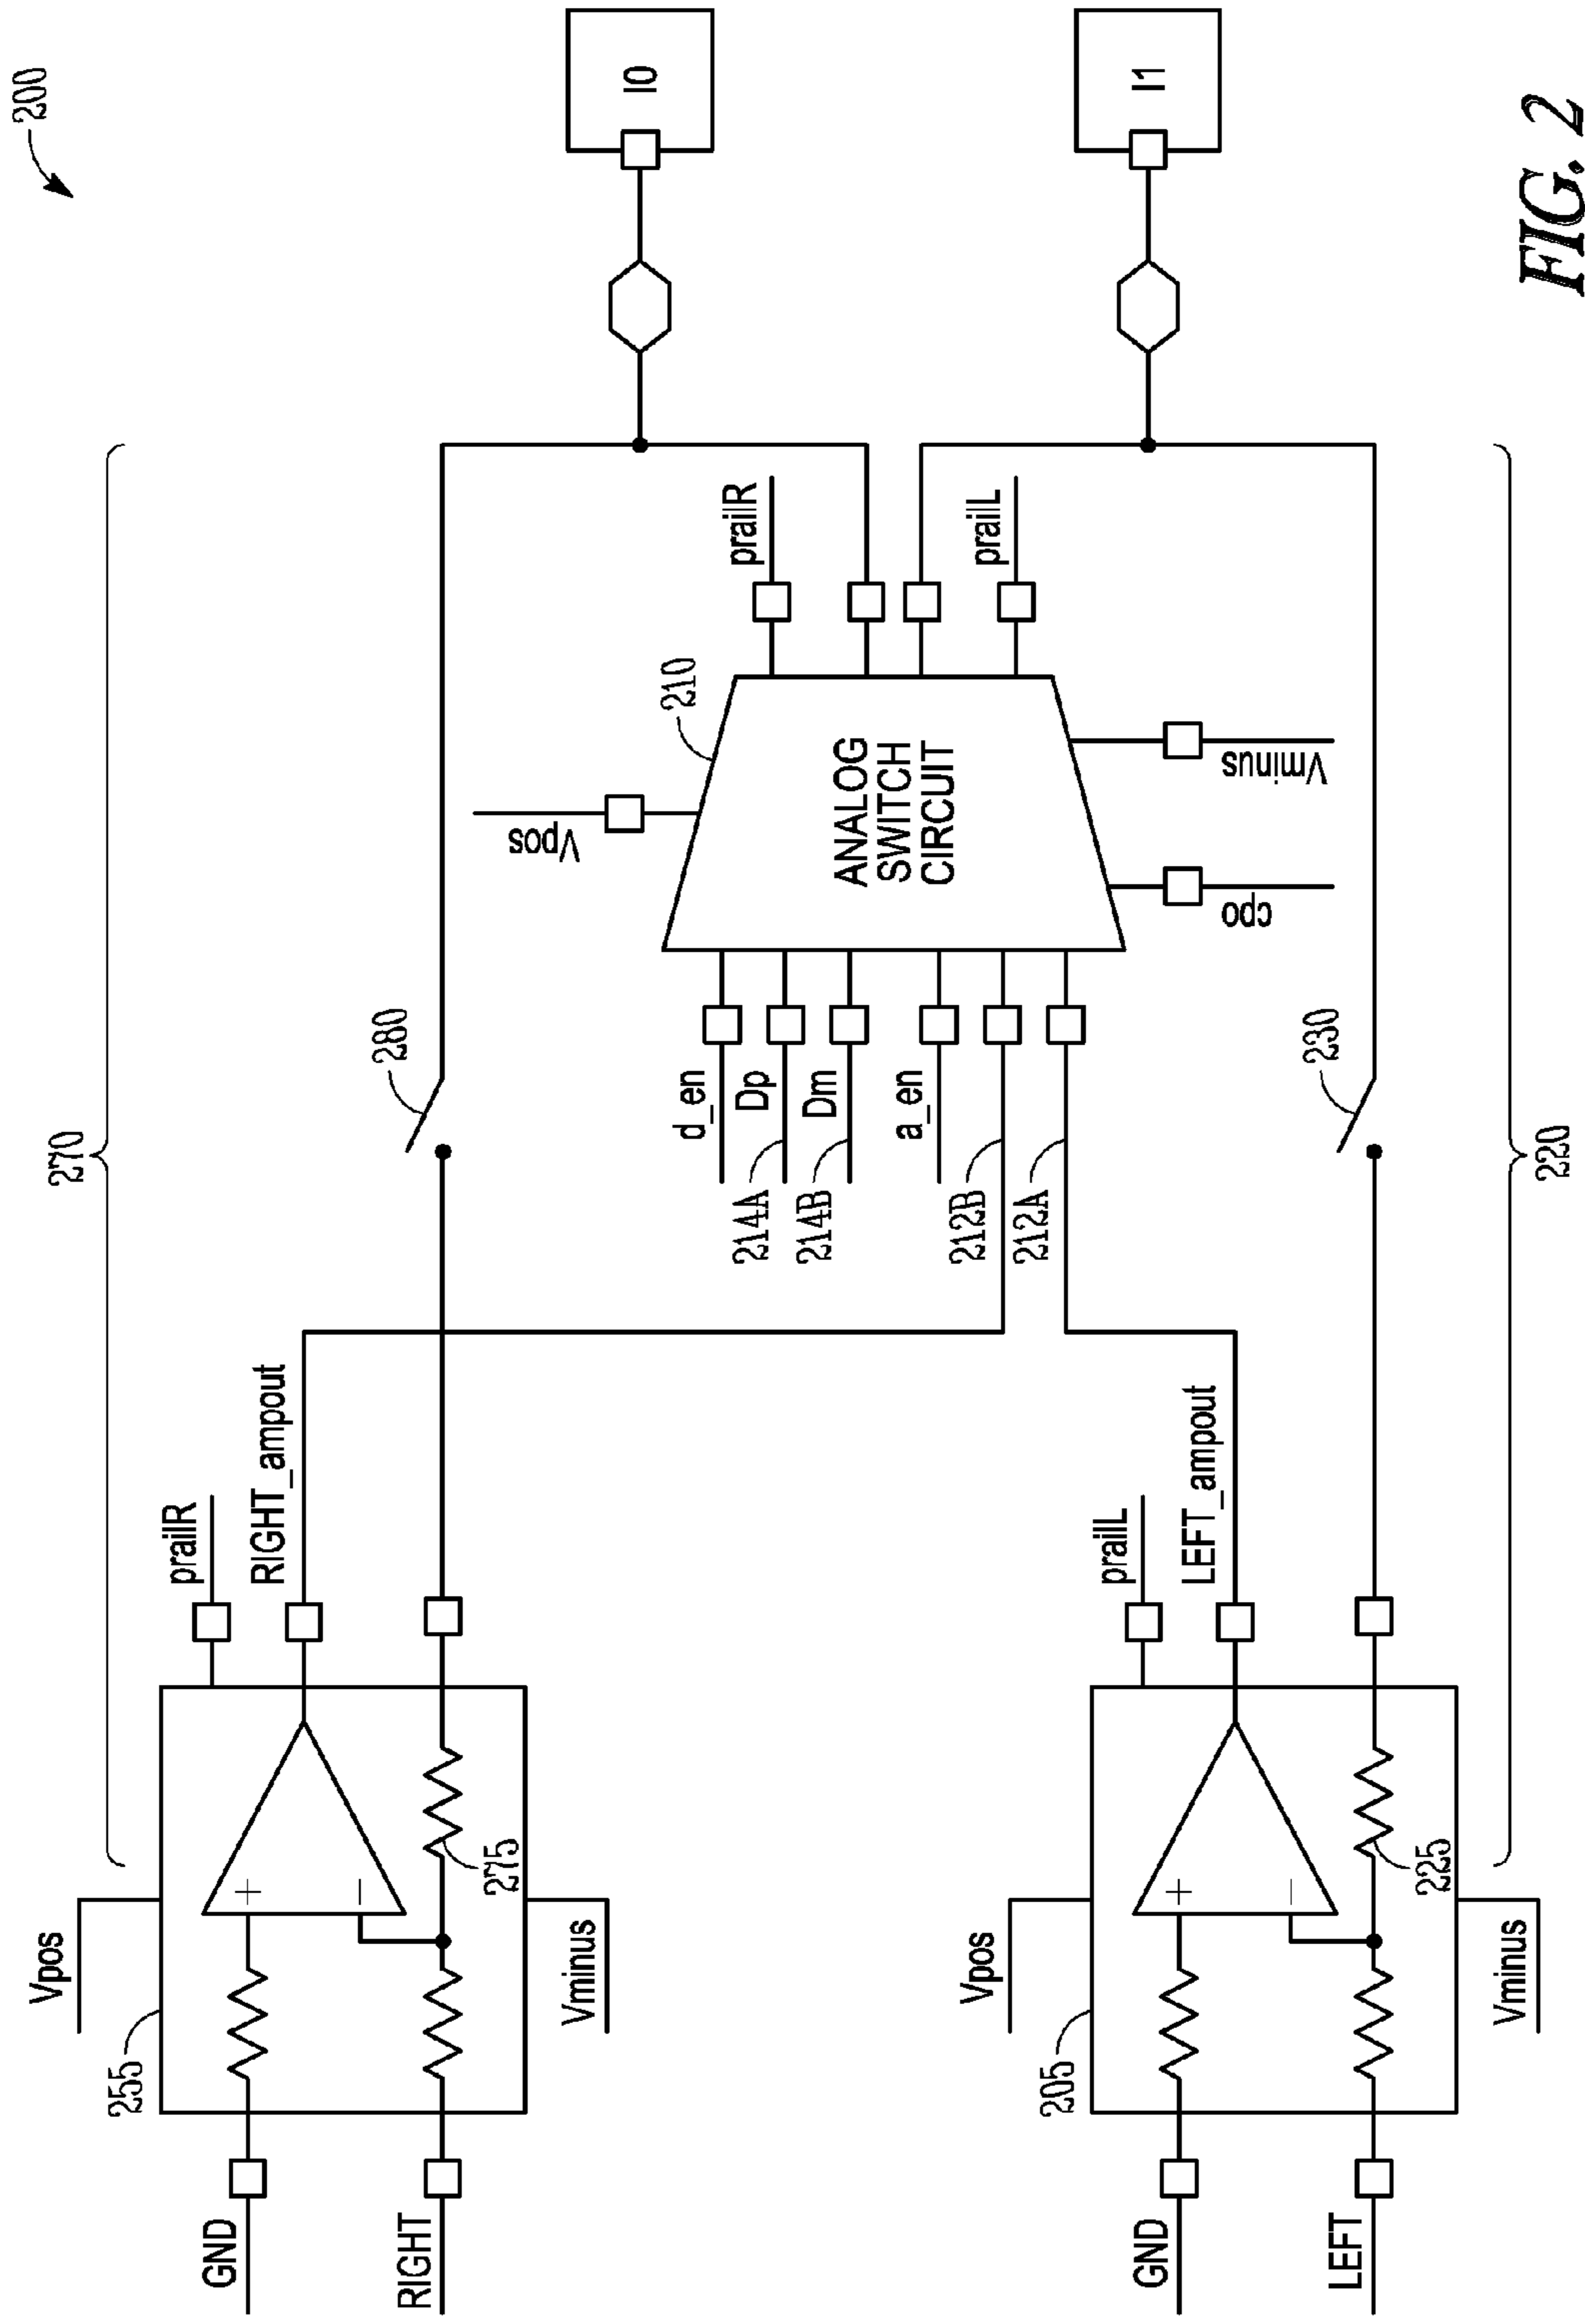 200
270
280
I0
Vpos
255
GND
RIGHT
+
−
275
Vminus
prailR
RIGHT_ampout
d_en
Dp
214A
Dm
214B
a_en
212B
212A
Vpos
210
ANALOG
SWITCH
CIRCUIT
prailR
prailL
cpo
Vminus
I1
Vpos
205
GND
LEFT
+
−
225
Vminus
prailL
LEFT_ampout
230
220
FIG. 2